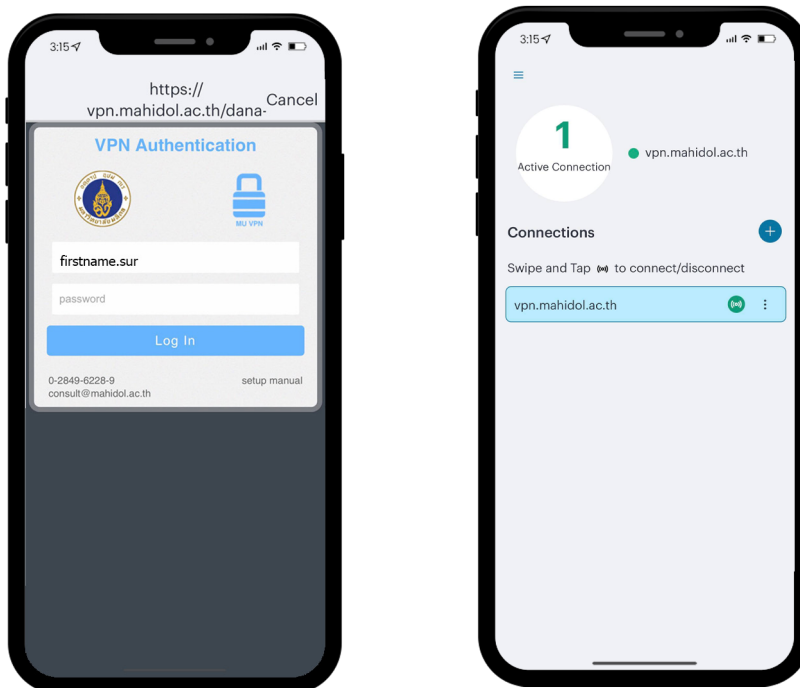 3:15
https://
vpn.mahidol.ac.th/dana-
Cancel
VPN Authentication
MU VPN
firstname.sur
password
Log In
0-2849-6228-9
setup manual
consult@mahidol.ac.th
3:15
1
Active Connection
vpn.mahidol.ac.th
Connections
+
Swipe and Tap to connect/disconnect
vpn.mahidol.ac.th